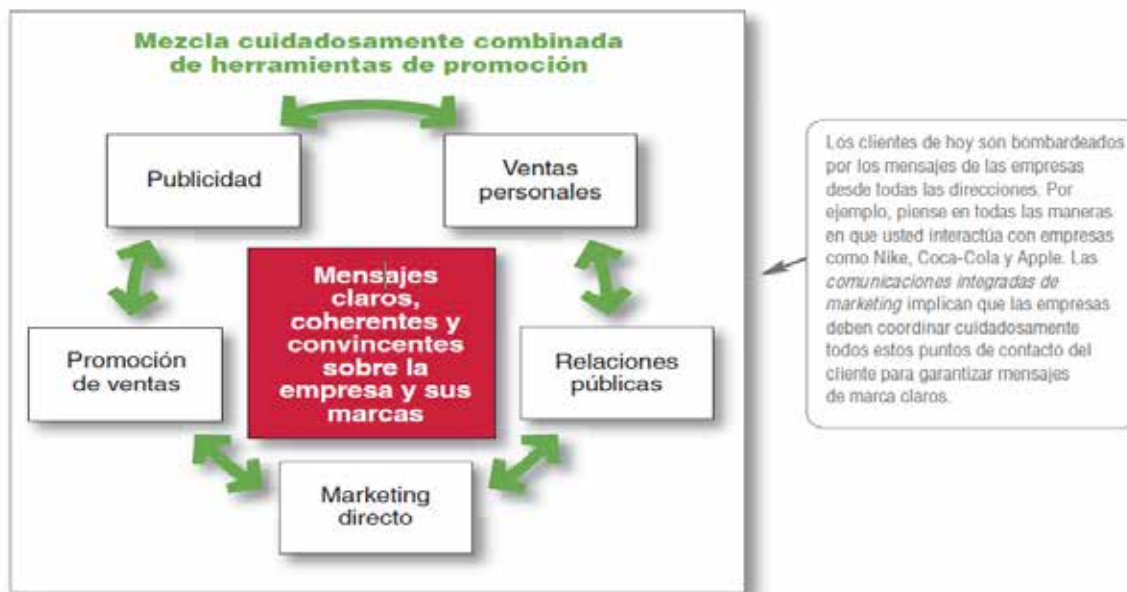 Mezcla cuidadosamente combinada
de herramientas de promoción
Publicidad
Ventas
personales
Mensajes
claros,
coherentes y
convincentes
sobre la
empresa y sus
marcas
Promoción
de ventas
Relaciones
públicas
Marketing
directo
Los clientes de hoy son bombardeados
por los mensajes de las empresas
desde todas las direcciones. Por
ejemplo, piense en todas las maneras
en que usted interactúa con empresas
como Nike, Coca-Cola y Apple. Las
comunicaciones integradas de
marketing implican que las empresas
deben coordinar cuidadosamente
todos estos puntos de contacto del
cliente para garantizar mensajes
de marca claros.